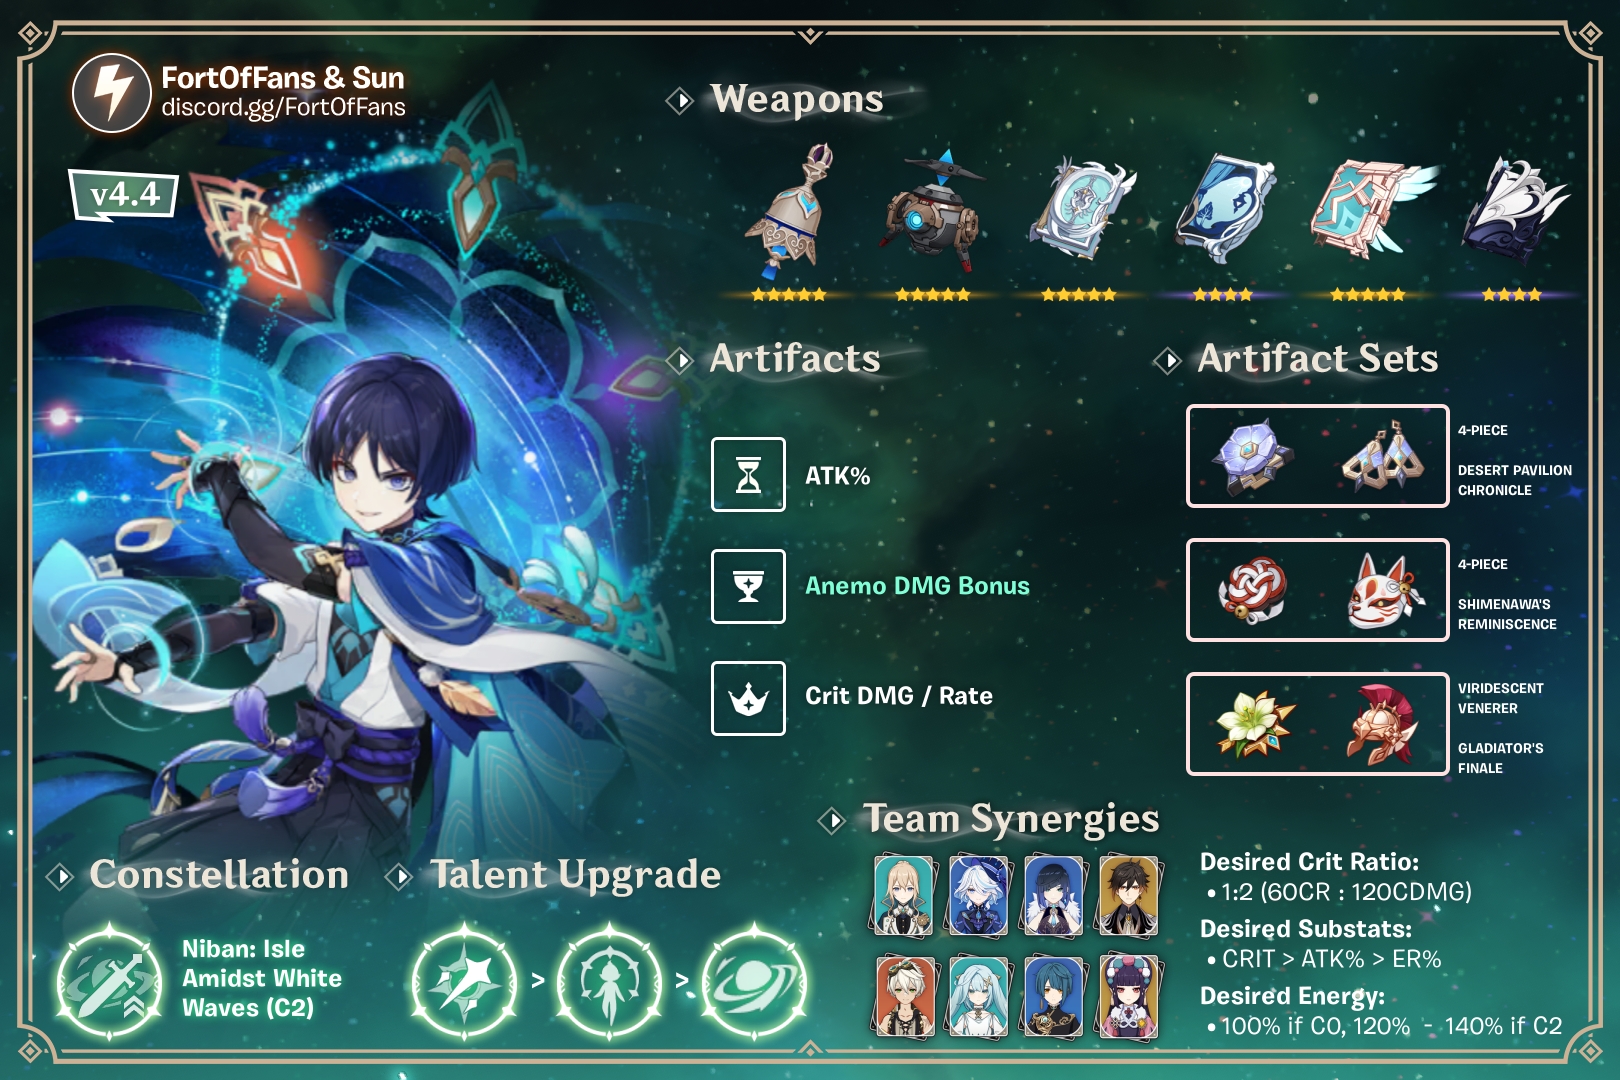 FortOfFans & Sun
discord.gg/FortOfFans
v4.4
Weapons
Artifacts
ATK%
Anemo DMG Bonus
Crit DMG / Rate
Artifact Sets
4-PIECE
DESERT PAVILION
CHRONICLE
4-PIECE
SHIMENAWA'S
REMINISCENCE
VIRIDESCENT
VENERER
GLADIATOR'S
FINALE
Constellation
Niban: Isle
Amidst White
Waves (C2)
Talent Upgrade
> >
Team Synergies
Desired Crit Ratio:
• 1:2 (60CR : 120CDMG)
Desired Substats:
• CRIT > ATK% > ER%
Desired Energy:
• 100% if C0, 120% - 140% if C2